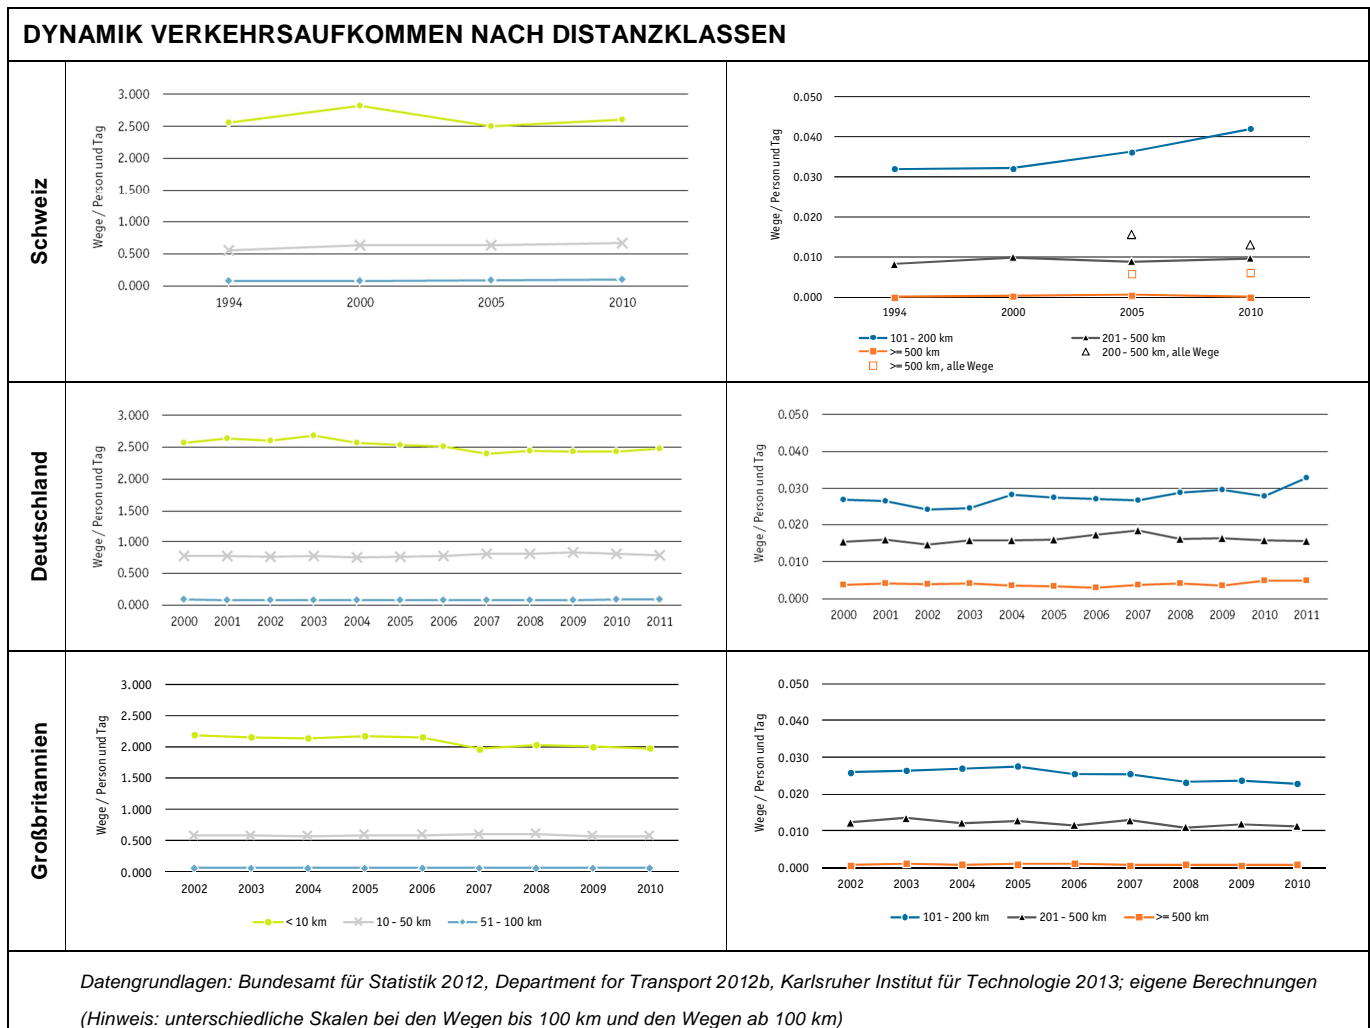 DYNAMIK VERKEHRSAUFKOMMEN NACH DISTANZKLASSEN
Schweiz
Wege / Person und Tag
3.000
2.500
2.000
1.500
1.000
0.500
0.000
1994 2000 2005 2010
Wege / Person und Tag
0.050
0.040
0.030
0.020
0.010
0.000
1994 2000 2005 2010
101 - 200 km 201 - 500 km
>= 500 km 200 - 500 km, alle Wege
>= 500 km, alle Wege
Deutschland
Wege / Person und Tag
3.000
2.500
2.000
1.500
1.000
0.500
0.000
2000 2001 2002 2003 2004 2005 2006 2007 2008 2009 2010 2011
Wege / Person und Tag
0.050
0.040
0.030
0.020
0.010
0.000
2000 2001 2002 2003 2004 2005 2006 2007 2008 2009 2010 2011
Großbritannien
Wege / Person und Tag
3.000
2.500
2.000
1.500
1.000
0.500
0.000
2002 2003 2004 2005 2006 2007 2008 2009 2010
< 10 km 10 - 50 km 51 - 100 km
Wege / Person und Tag
0.050
0.040
0.030
0.020
0.010
0.000
2002 2003 2004 2005 2006 2007 2008 2009 2010
101 - 200 km 201 - 500 km >= 500 km
Datengrundlagen: Bundesamt für Statistik 2012, Department for Transport 2012b, Karlsruher Institut für Technologie 2013; eigene Berechnungen
(Hinweis: unterschiedliche Skalen bei den Wegen bis 100 km und den Wegen ab 100 km)